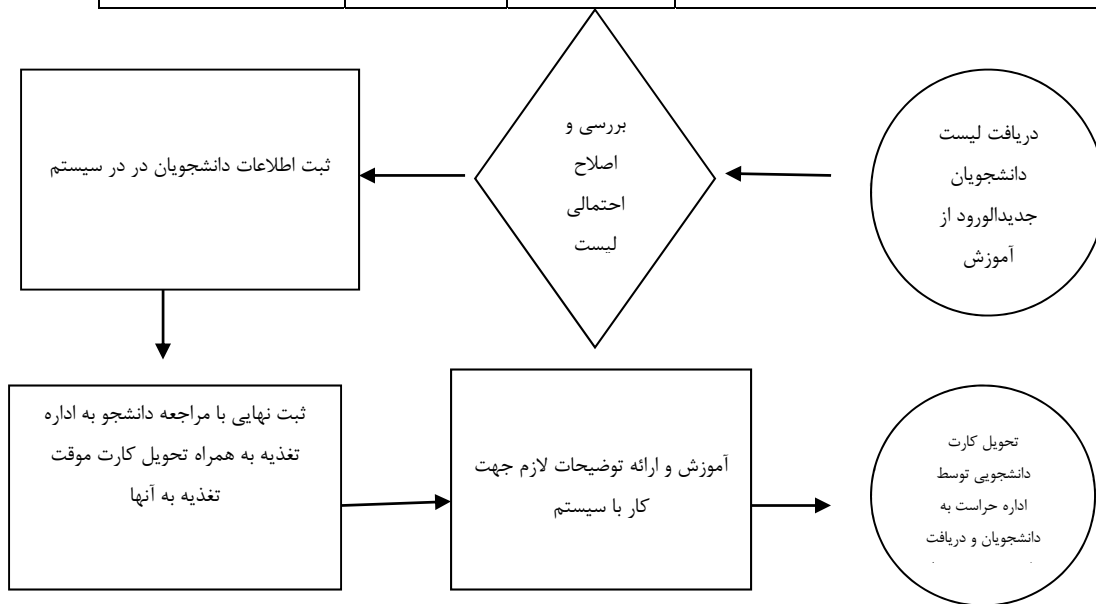 دریافت لیست
دانشجویان
جدیدالورود از
آموزش
بررسی و
اصلاح
احتمالی
لیست
ثبت اطلاعات دانشجویان در در سیستم
ثبت نهایی با مراجعه دانشجو به اداره
تغذیه به همراه تحویل کارت موقت
تغذیه به آنها
آموزش و ارائه توضیحات لازم جهت
کار با سیستم
تحویل کارت
دانشجویی توسط
اداره حراست به
دانشجویان و دریافت